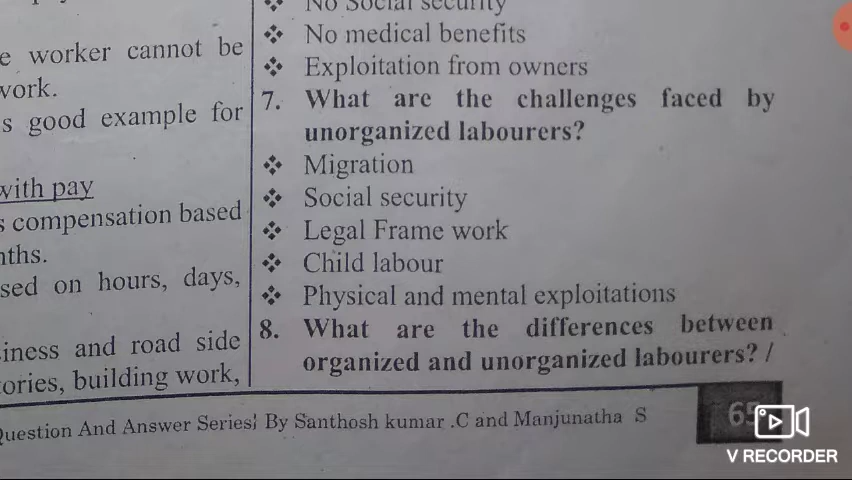 e worker cannot be
work.
s good example for
with pay
s compensation based
nths.
sed on hours, days,
iness and road side
tories, building work,
❖ No Social security
❖ No medical benefits
❖ Exploitation from owners
7. What are the challenges faced by
unorganized labourers?
❖ Migration
❖ Social security
❖ Legal Frame work
❖ Child labour
❖ Physical and mental exploitations
8. What are the differences between
organized and unorganized labourers? /
Question And Answer Series! By Santhosh kumar .C and Manjunatha S
V RECORDER